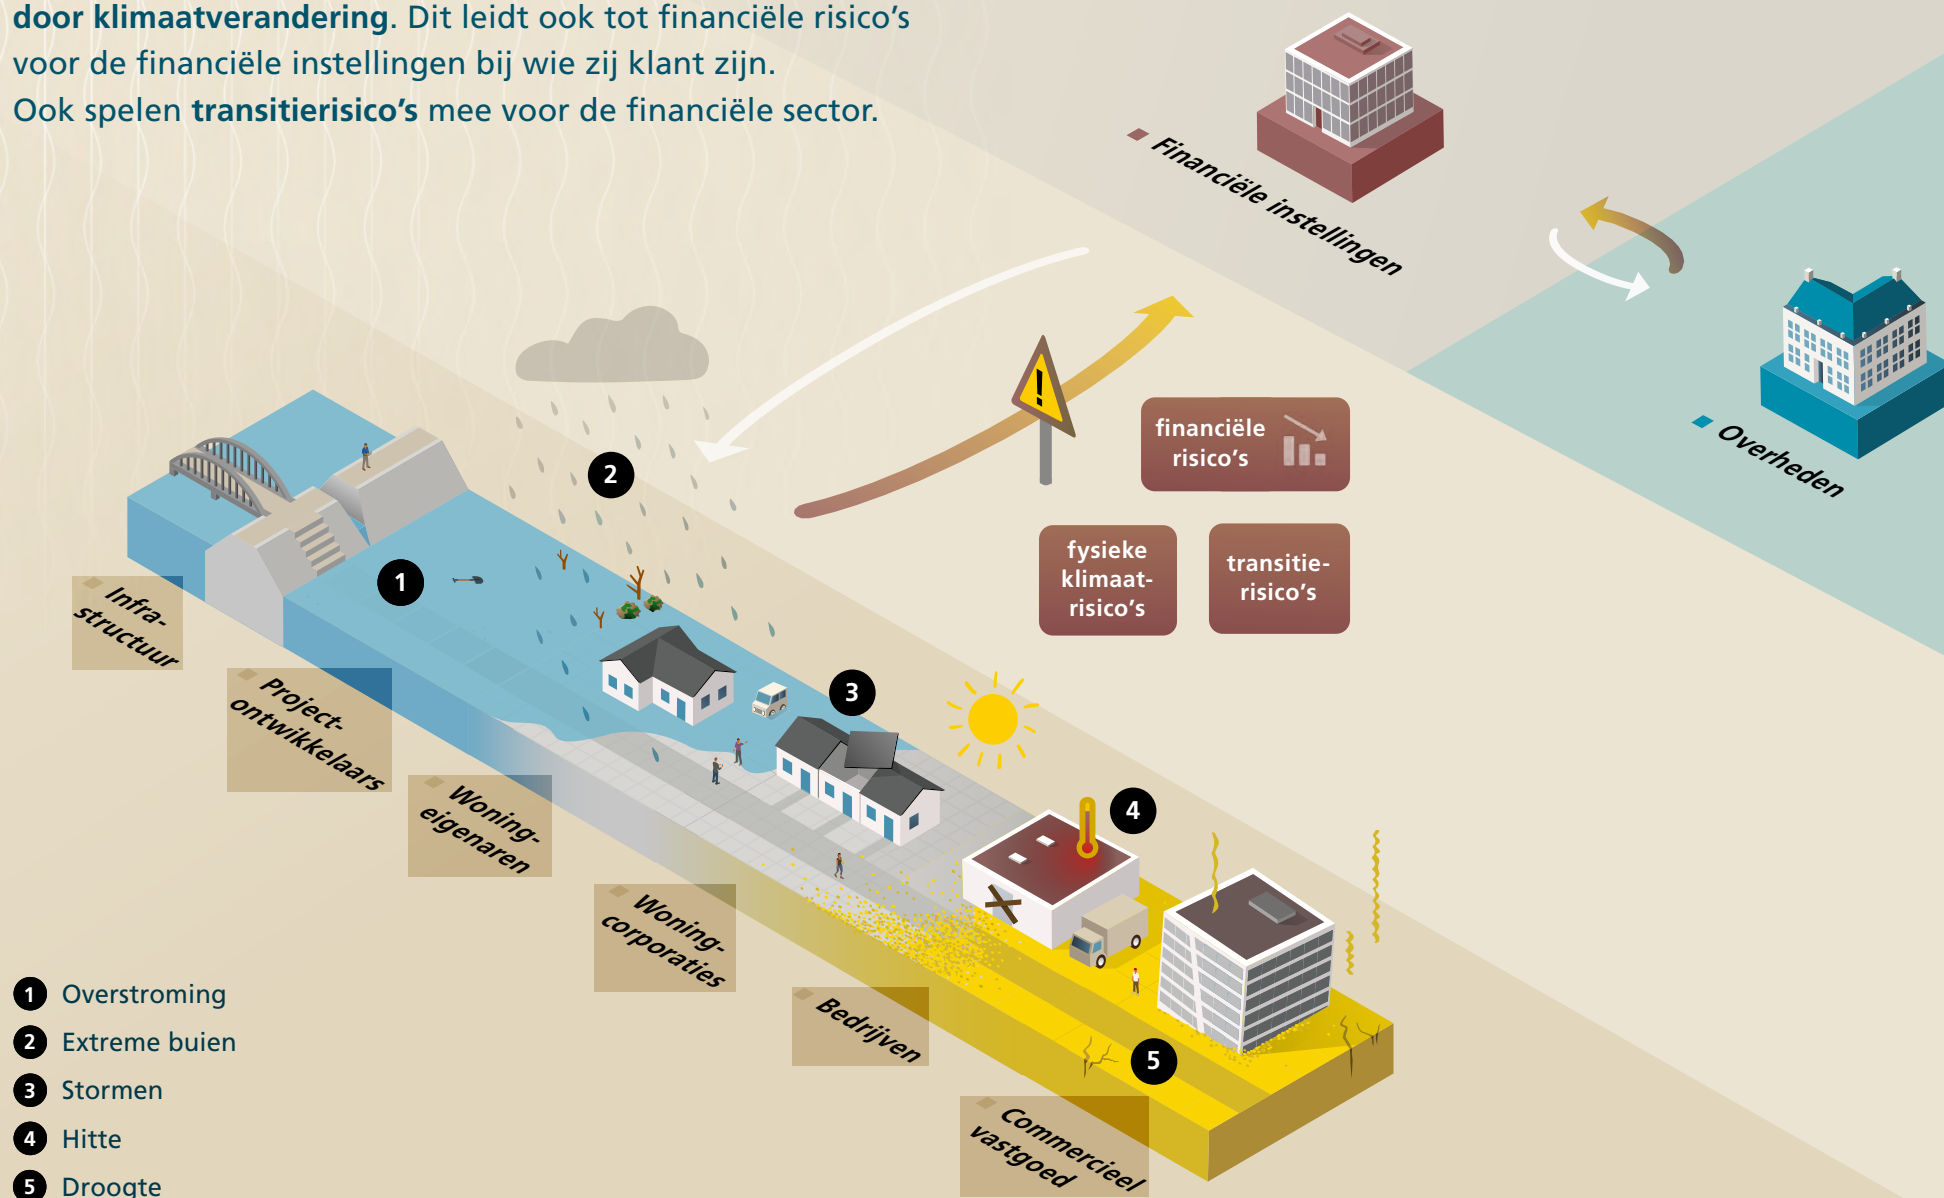 door klimaatverandering. Dit leidt ook tot financiële risico’s
voor de financiële instellingen bij wie zij klant zijn.
Ook spelen transitierisico’s mee voor de financiële sector.
Financiële instellingen
Overheden
!
financiële
risico’s
fysieke
klimaat-
risico’s
transitie-
risico’s
2
1
3
4
5
Infra-
structuur
Project-
ontwikkelaars
Woning-
eigenaren
Woning-
corporaties
Bedrijven
Commercieel
vastgoed
1 Overstroming
2 Extreme buien
3 Stormen
4 Hitte
5 Droogte